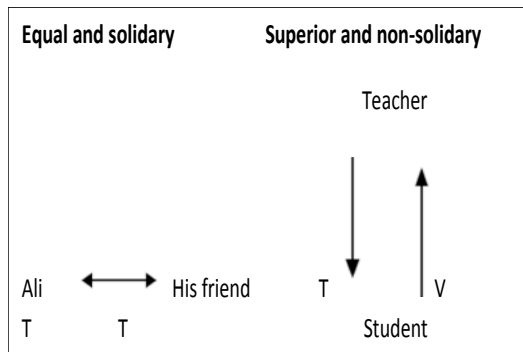 Equal and solidary Superior and non-solidary
Teacher
Ali His friend T V
T T Student